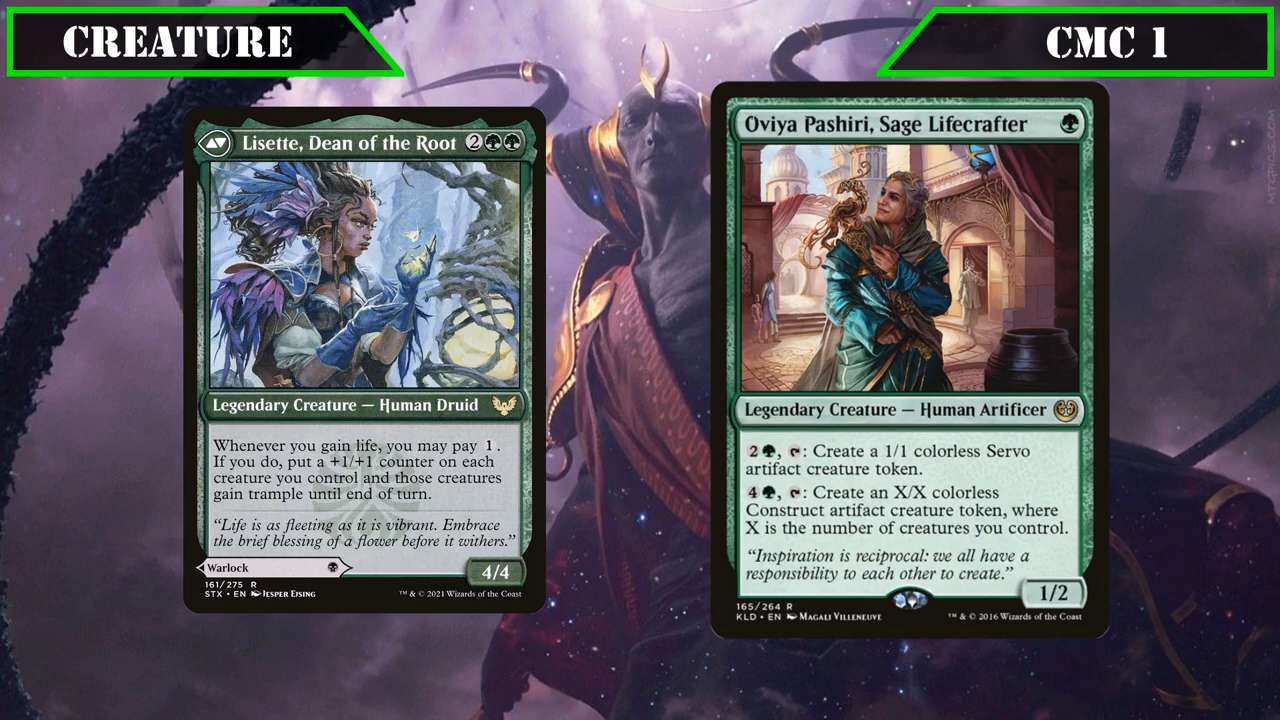 CREATURE
CMC 1
Lisette, Dean of the Root 2
Legendary Creature — Human Druid
Whenever you gain life, you may pay 1.
If you do, put a +1/+1 counter on each
creature you control and those creatures
gain trample until end of turn.
“Life is as fleeting as it is vibrant. Embrace
the brief blessing of a flower before it withers.”
Warlock
4/4
161/275 R
STX • EN Jesper Eising
™ & © 2021 Wizards of the Coast
Oviya Pashiri, Sage Lifecrafter
Legendary Creature — Human Artificer
2 , : Create a 1/1 colorless Servo
artifact creature token.
4 , : Create an X/X colorless
Construct artifact creature token, where
X is the number of creatures you control.
“Inspiration is reciprocal: we all have a
responsibility to each other to create.”
1/2
165/264 R
KLD • EN Magali Villeneuve
™ & © 2016 Wizards of the Coast
MTGPICS.COM